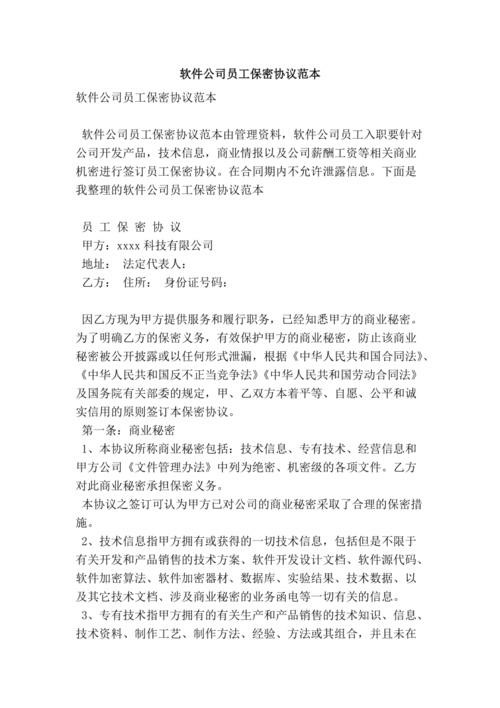 软件公司员工保密协议范本
软件公司员工保密协议范本
软件公司员工保密协议范本由管理资料，软件公司员工入职要针对
公司开发产品，技术信息，商业情报以及公司薪酬工资等相关商业
机密进行签订员工保密协议。在合同期内不允许泄露信息。下面是
我整理的软件公司员工保密协议范本
员 工 保 密 协 议
甲方：xxxx 科技有限公司
地址： 法定代表人：
乙方： 住所： 身份证号码：
因乙方现为甲方提供服务和履行职务，已经知悉甲方的商业秘密。
为了明确乙方的保密义务，有效保护甲方的商业秘密，防止该商业
秘密被公开披露或以任何形式泄漏，根据《中华人民共和国合同法》、
《中华人民共和国反不正当竞争法》《中华人民共和国劳动合同法》
及国务院有关部委的规定，甲、乙双方本着平等、自愿、公平和诚
实信用的原则签订本保密协议。
第一条：商业秘密
1、本协议所称商业秘密包括：技术信息、专有技术、经营信息和
甲方公司《文件管理办法》中列为绝密、机密级的各项文件。乙方
对此商业秘密承担保密义务。
本协议之签订可认为甲方已对公司的商业秘密采取了合理的保密措
施。
2、技术信息指甲方拥有或获得的一切技术信息，包括但是不限于
有关开发和产品销售的技术方案、软件开发设计文档、软件源代码、
软件加密算法、软件加密器材、数据库、实验结果、技术数据、以
及其它技术文档、涉及商业秘密的业务函电等一切有关的信息。
3、专有技术指甲方拥有的有关生产和产品销售的技术知识、信息、
技术资料、制作工艺、制作方法、经验、方法或其组合，并且未在